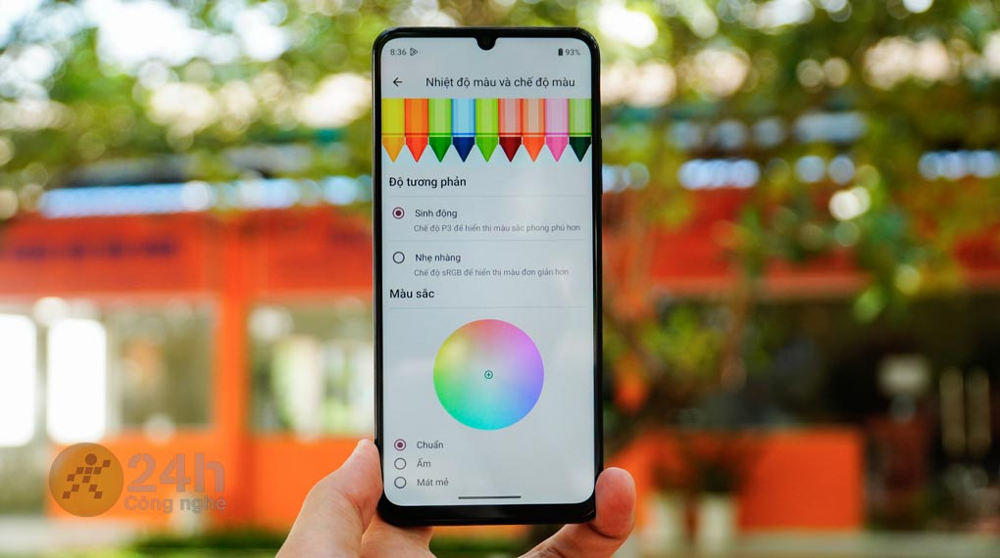 8:36
93%
Nhiệt độ màu và chế độ màu
Độ tương phản
Sinh động
Chế độ P3 để hiển thị màu sắc phong phú hơn
Nhẹ nhàng
Chế độ sRGB để hiển thị màu đơn giản hơn
Màu sắc
Chuẩn
Ấm
Mát mẻ
24h
Công nghệ